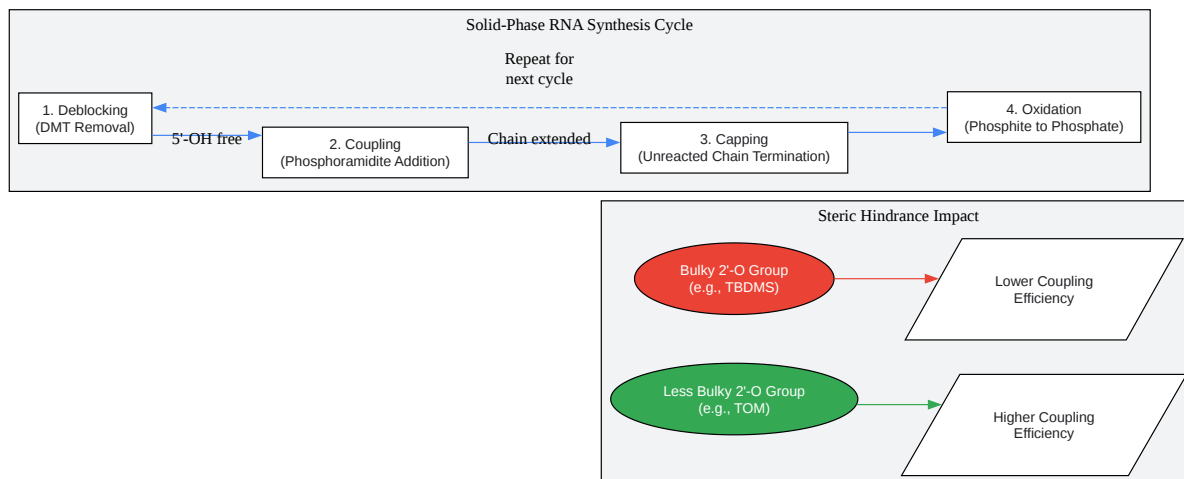 Solid-Phase RNA Synthesis Cycle
Repeat for
next cycle
1. Deblocking
(DMT Removal)
5'-OH free
2. Coupling
(Phosphoramidite Addition)
Chain extended
3. Capping
(Unreacted Chain Termination)
4. Oxidation
(Phosphite to Phosphate)
Steric Hindrance Impact
Bulky 2'-O Group
(e.g., TBDMS)
Lower Coupling
Efficiency
Less Bulky 2'-O Group
(e.g., TOM)
Higher Coupling
Efficiency